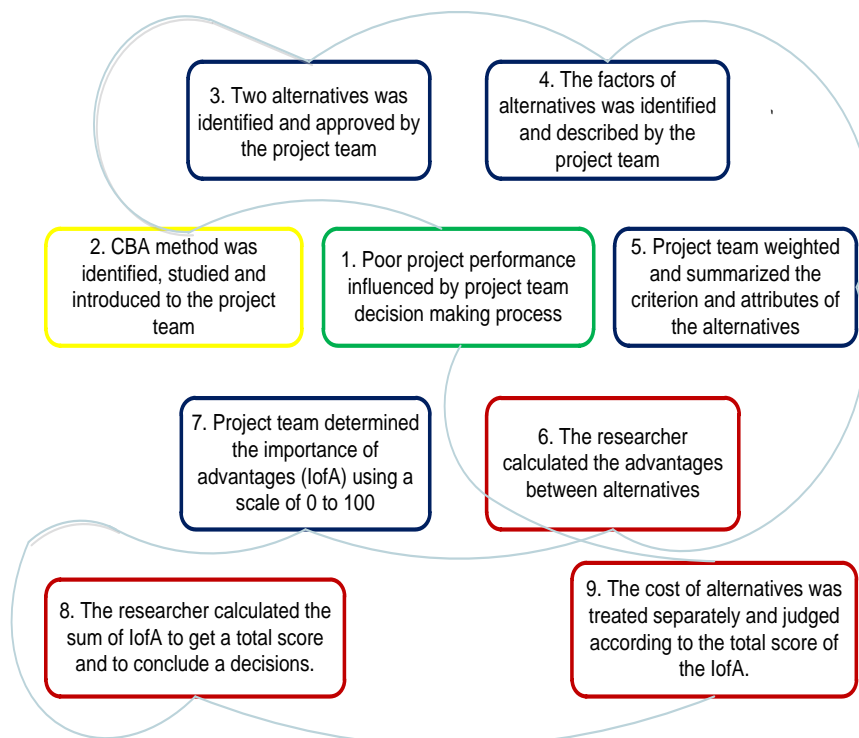 3. Two alternatives was
identified and approved by
the project team
4. The factors of
alternatives was identified
and described by the
project team
2. CBA method was
identified, studied and
introduced to the project
team
1. Poor project performance
influenced by project team
decision making process
5. Project team weighted
and summarized the
criterion and attributes of
the alternatives
7. Project team determined
the importance of
advantages (IofA) using a
scale of 0 to 100
6. The researcher
calculated the advantages
between alternatives
8. The researcher calculated the
sum of IofA to get a total score
and to conclude a decisions.
9. The cost of alternatives was
treated separately and judged
according to the total score of
the IofA.